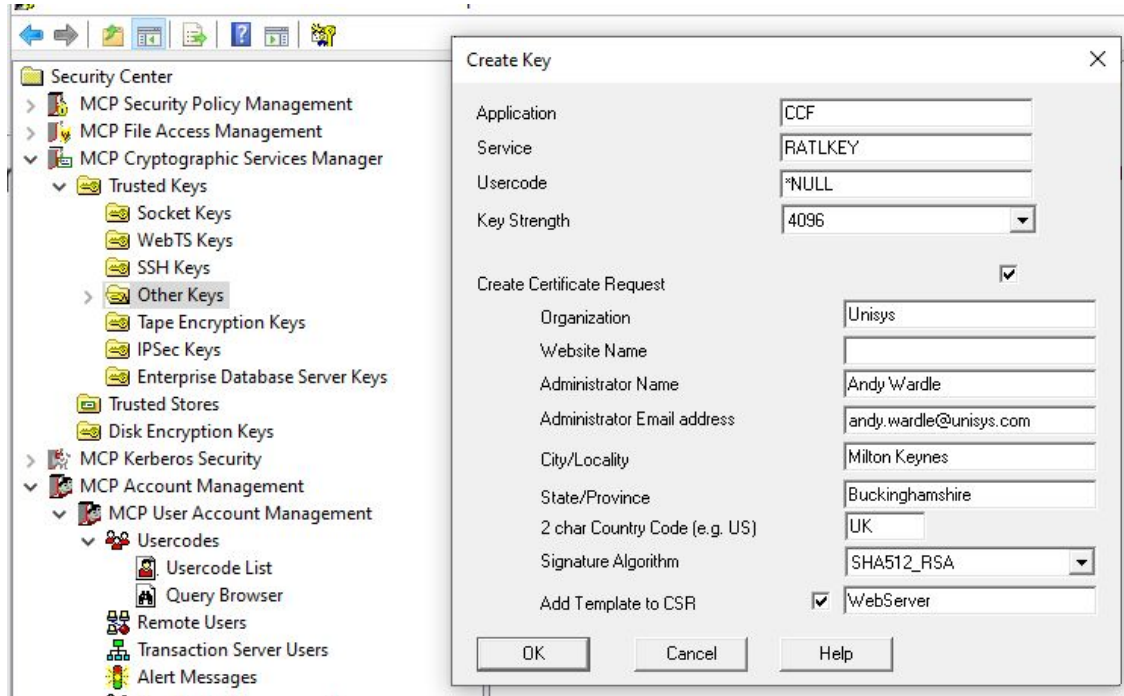 Security Center
MCP Security Policy Management
MCP File Access Management
MCP Cryptographic Services Manager
Trusted Keys
Socket Keys
WebTS Keys
SSH Keys
Other Keys
Tape Encryption Keys
IPSec Keys
Enterprise Database Server Keys
Trusted Stores
Disk Encryption Keys
MCP Kerberos Security
MCP Account Management
MCP User Account Management
Usercodes
Usercode List
Query Browser
Remote Users
Transaction Server Users
Alert Messages
Create Key
Application CCF
Service RATLKEY
Usercode *NULL
Key Strength 4096
Create Certificate Request
Organization Unisys
Website Name
Administrator Name Andy Wardle
Administrator Email address andy.wardle@unisys.com
City/Locality Milton Keynes
State/Province Buckinghamshire
2 char Country Code (e.g. US) UK
Signature Algorithm SHA512_RSA
Add Template to CSR WebServer
OK Cancel Help